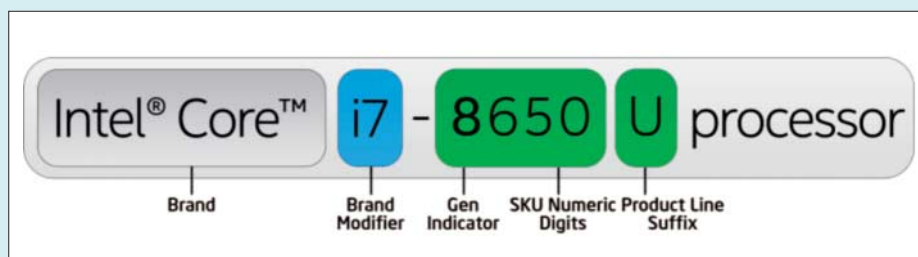 Intel® Core™ i7 - 8650 U processor
Brand
Brand Modifier
Gen Indicator
SKU Numeric Digits
Product Line Suffix